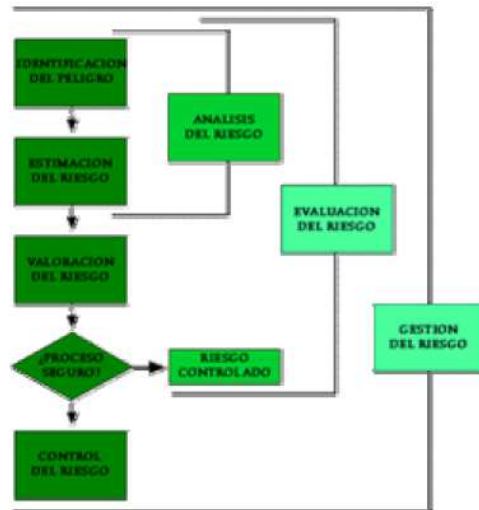 IDENTIFICACION
DEL PELIGRO
ANALISIS
DEL RIESGO
ESTIMACION
DEL RIESGO
EVALUACION
DEL RIESGO
VALORACION
DEL RIESGO
GESTION
DEL RIESGO
¿PROCESO
SEGURO?
RIESGO
CONTROLADO
CONTROL
DEL RIESGO